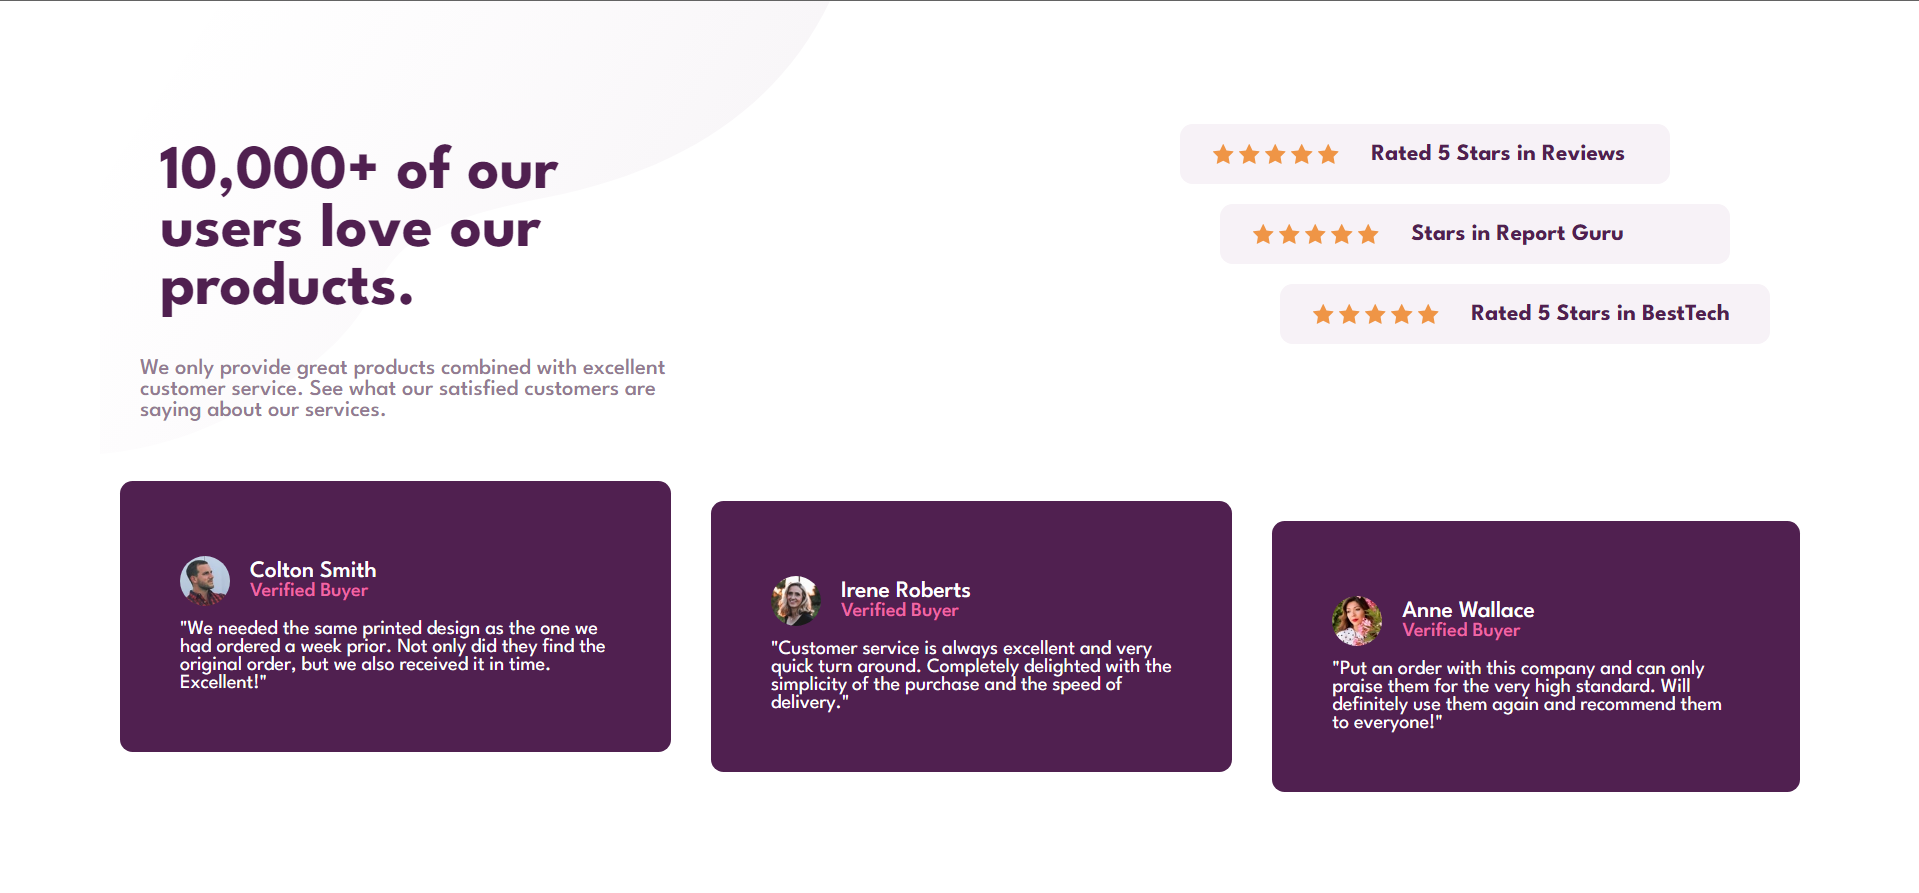 10,000+ of our
users love our
products.
We only provide great products combined with excellent
customer service. See what our satisfied customers are
saying about our services.
Rated 5 Stars in Reviews
Stars in Report Guru
Rated 5 Stars in BestTech
Colton Smith
Verified Buyer
"We needed the same printed design as the one we
had ordered a week prior. Not only did they find the
original order, but we also received it in time.
Excellent!"
Irene Roberts
Verified Buyer
"Customer service is always excellent and very
quick turn around. Completely delighted with the
simplicity of the purchase and the speed of
delivery."
Anne Wallace
Verified Buyer
"Put an order with this company and can only
praise them for the very high standard. Will
definitely use them again and recommend them
to everyone!"